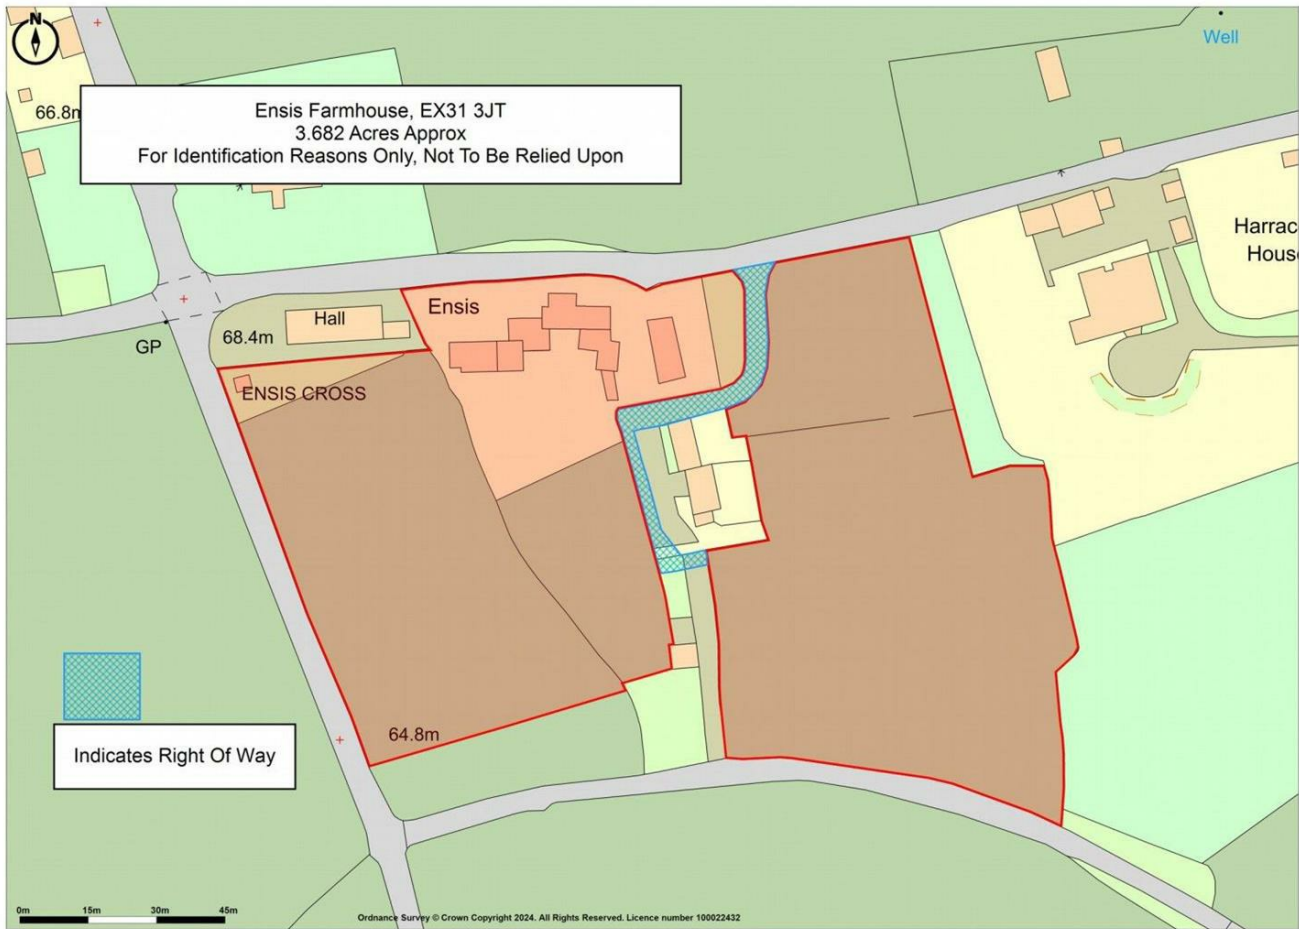 N
Well
66.8m
Ensis Farmhouse, EX31 3JT
3.682 Acres Approx
For Identification Reasons Only, Not To Be Relied Upon
Harrac
House
Ensis
Hall
68.4m
GP
ENSIS CROSS
64.8m
Indicates Right Of Way
0m 15m 30m 45m
Ordnance Survey © Crown Copyright 2024. All Rights Reserved. Licence number 100022432